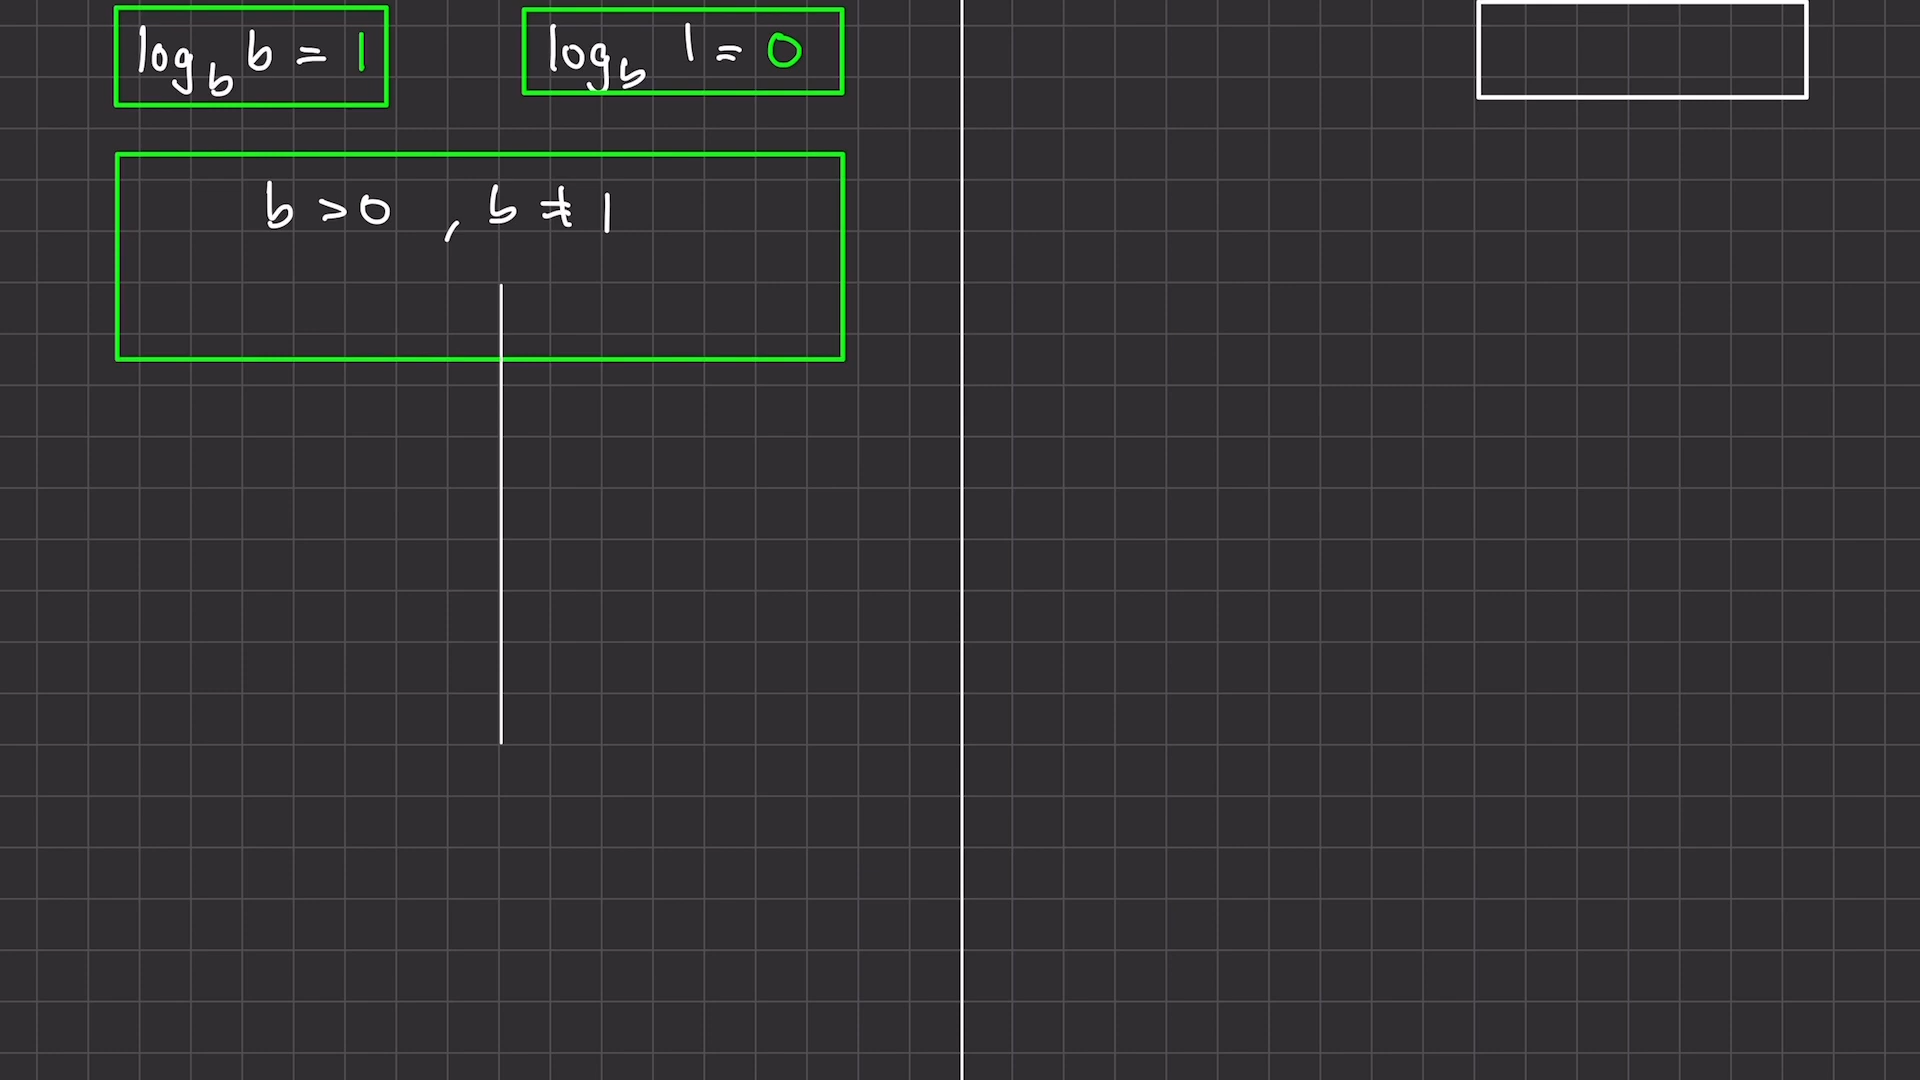 log_b b = 1
log_b 1 = 0
b > 0 , b ≠ 1